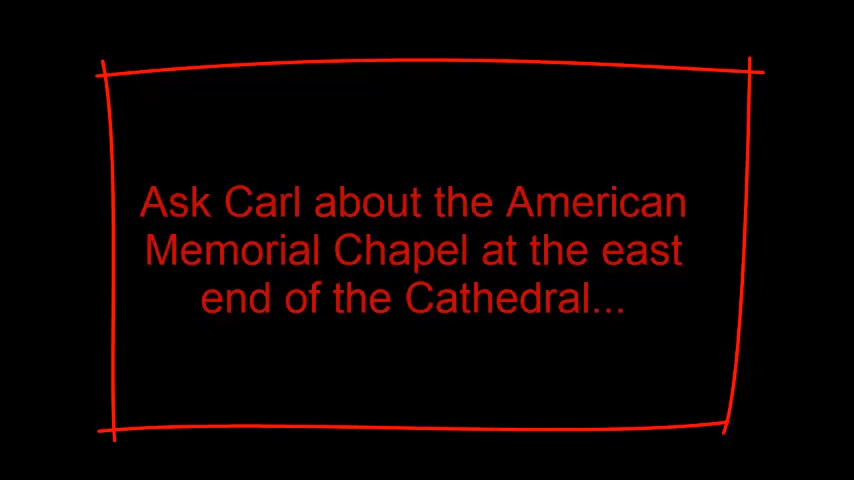 Ask Carl about the American
Memorial Chapel at the east
end of the Cathedral...